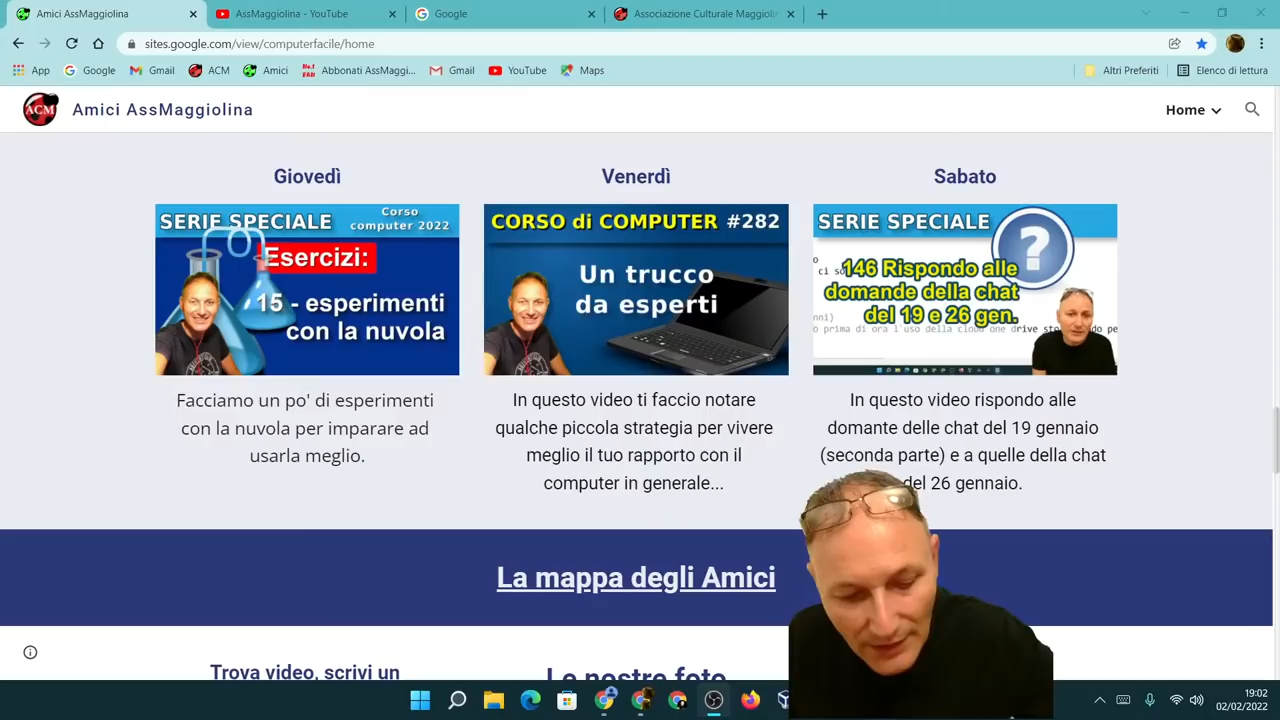 Amici AssMaggiolina
AssMaggiolina - YouTube
Google
Associazione Culturale Maggiolin
sites.google.com/view/computerfacile/home
App
Google
Gmail
ACM
Amici
Abbonati AssMaggi...
Gmail
YouTube
Maps
Altri Preferiti
Elenco di lettura
ACM
Amici AssMaggiolina
Home
Giovedì
SERIE SPECIALE
Corso
computer 2022
Esercizi:
15 - esperimenti
con la nuvola
Facciamo un po' di esperimenti
con la nuvola per imparare ad
usarla meglio.
Venerdì
CORSO di COMPUTER #282
Un trucco
da esperti
In questo video ti faccio notare
qualche piccola strategia per vivere
meglio il tuo rapporto con il
computer in generale...
Sabato
SERIE SPECIALE
?
146 Rispondo alle
domande della chat
del 19 e 26 gen.
In questo video rispondo alle
domante delle chat del 19 gennaio
(seconda parte) e a quelle della chat
del 26 gennaio.
La mappa degli Amici
Trova video, scrivi un
Le nostre foto
19:02
02/02/2022